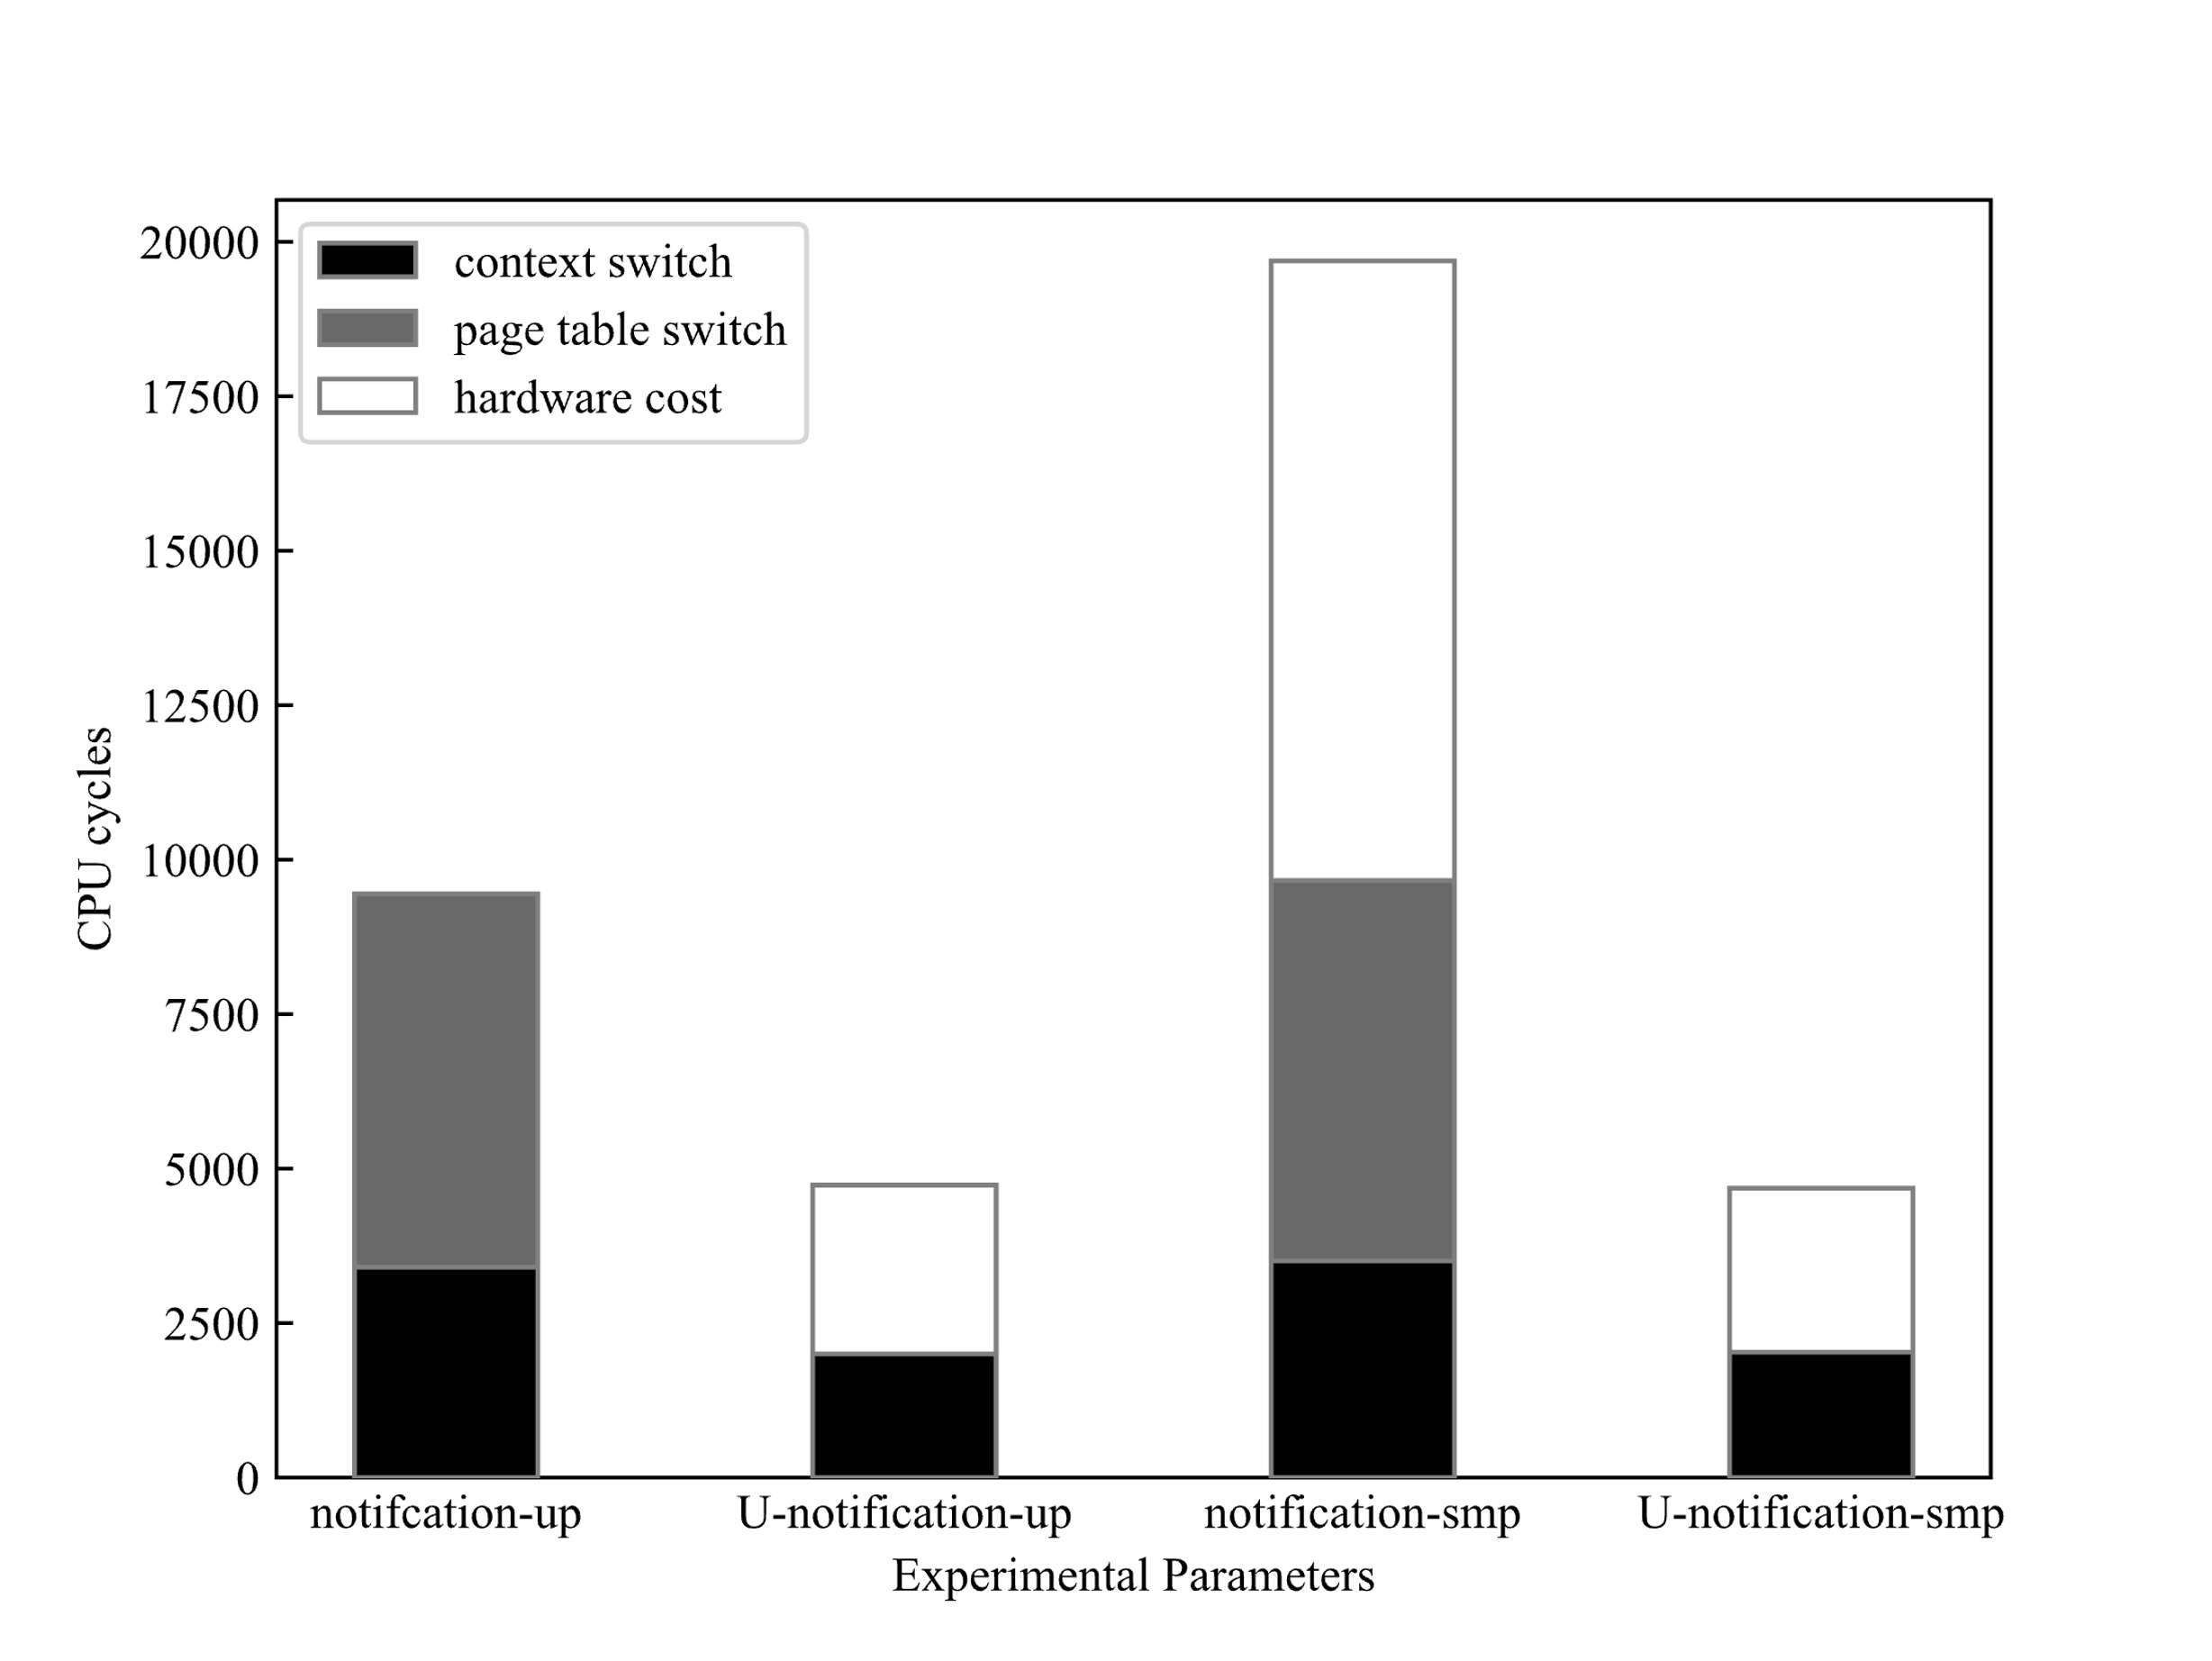 20000
17500
15000
12500
10000
7500
5000
2500
0
CPU cycles
context switch
page table switch
hardware cost
notifcation-up
U-notification-up
notification-smp
U-notification-smp
Experimental Parameters